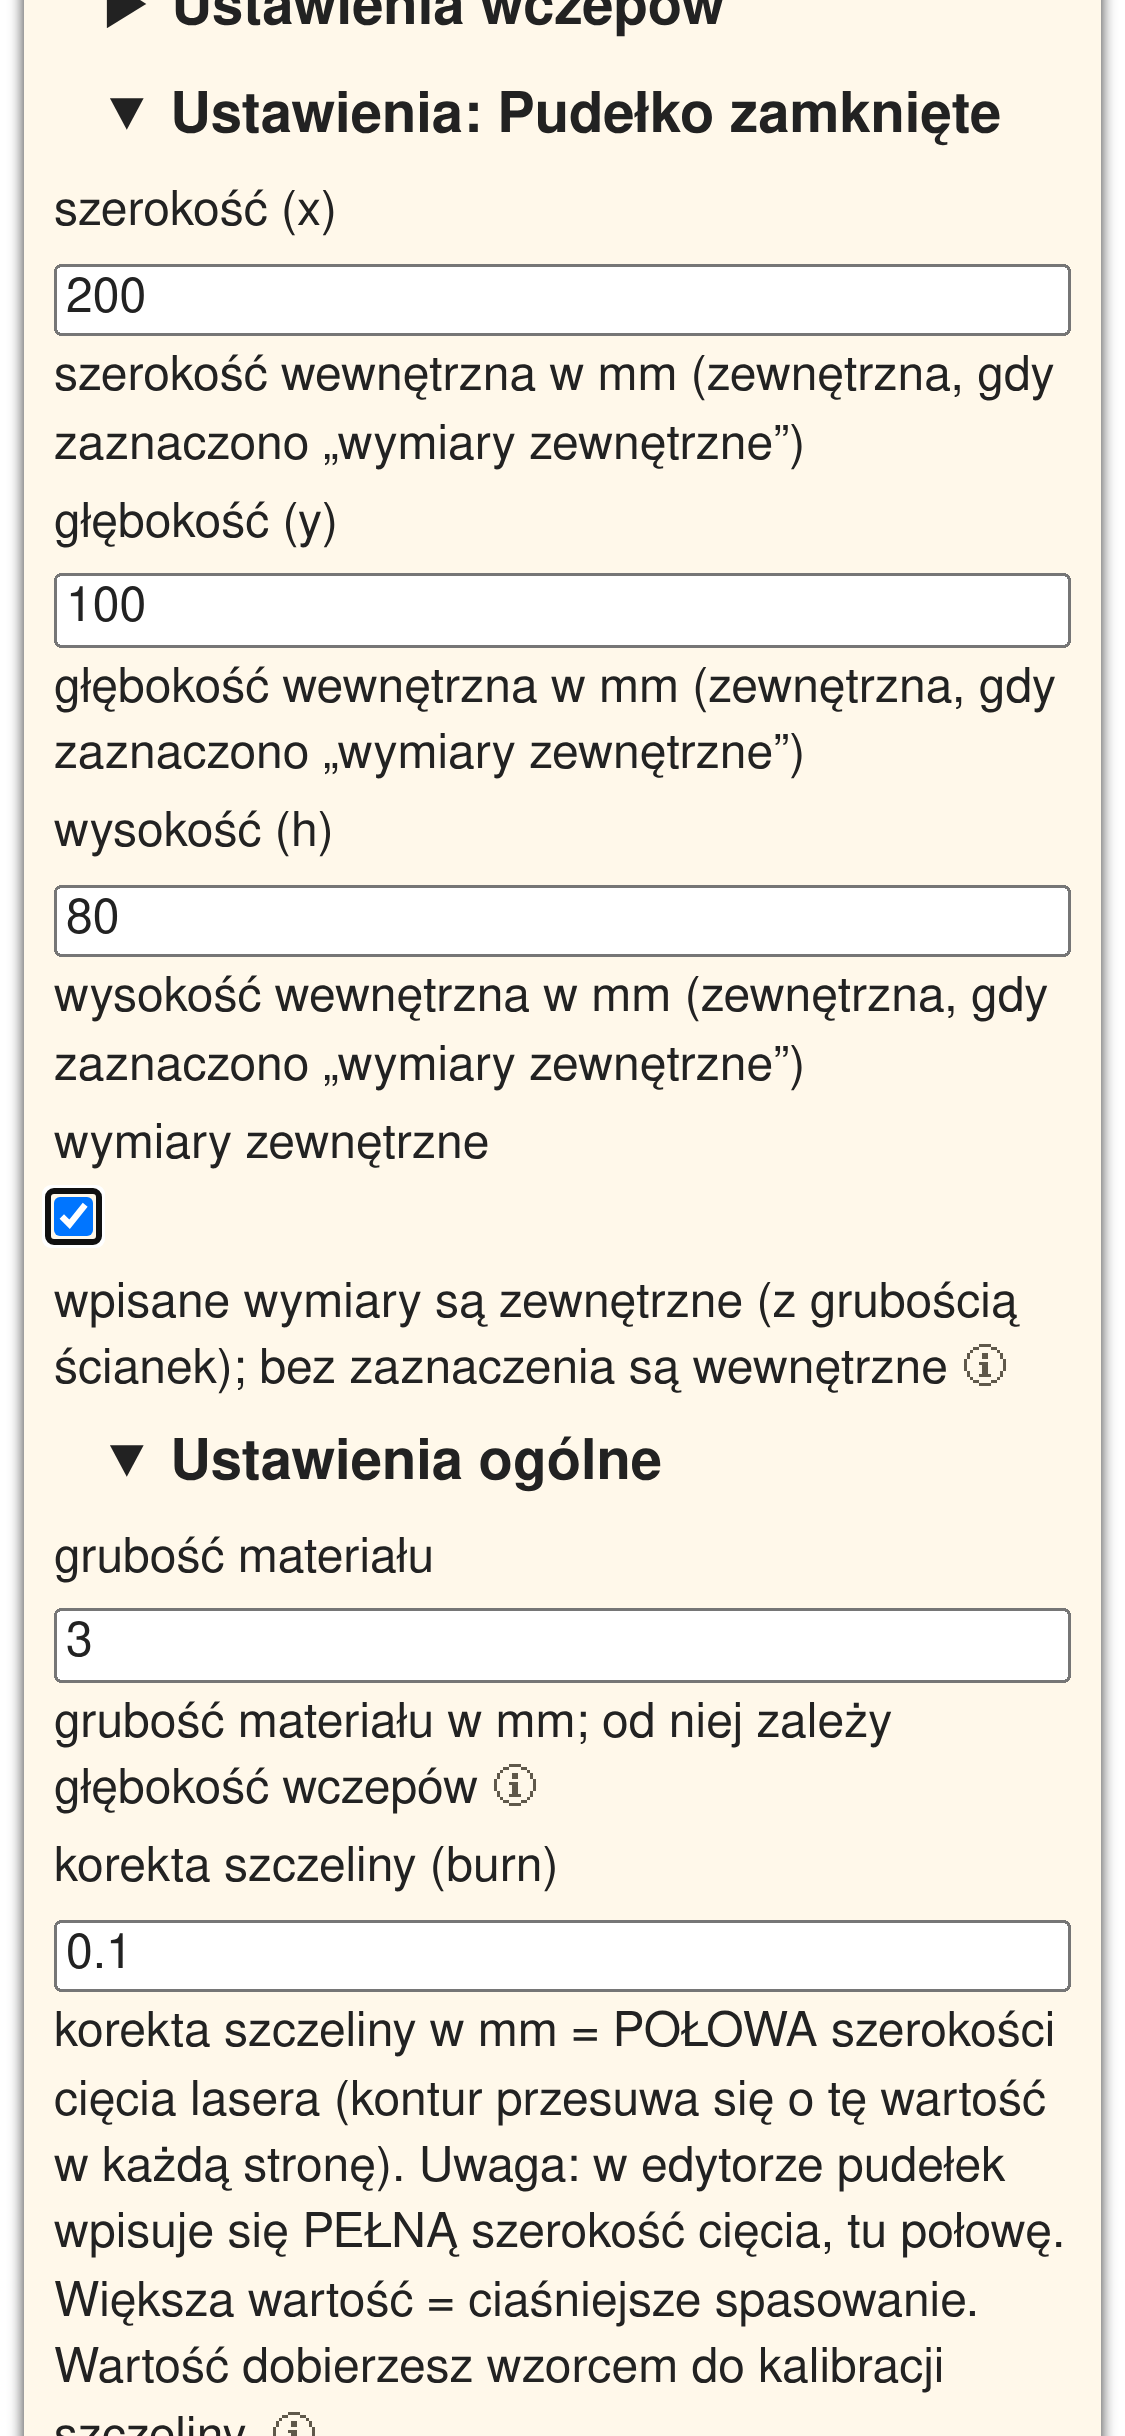 Ustawienia wczepów
Ustawienia: Pudełko zamknięte
szerokość (x)
200
szerokość wewnętrzna w mm (zewnętrzna, gdy
zaznaczono „wymiary zewnętrzne”)
głębokość (y)
100
głębokość wewnętrzna w mm (zewnętrzna, gdy
zaznaczono „wymiary zewnętrzne”)
wysokość (h)
80
wysokość wewnętrzna w mm (zewnętrzna, gdy
zaznaczono „wymiary zewnętrzne”)
wymiary zewnętrzne
wpisane wymiary są zewnętrzne (z grubością
ścianek); bez zaznaczenia są wewnętrzne ⓘ
Ustawienia ogólne
grubość materiału
3
grubość materiału w mm; od niej zależy
głębokość wczepów ⓘ
korekta szczeliny (burn)
0.1
korekta szczeliny w mm = POŁOWA szerokości
cięcia lasera (kontur przesuwa się o tę wartość
w każdą stronę). Uwaga: w edytorze pudełek
wpisuje się PEŁNĄ szerokość cięcia, tu połowę.
Większa wartość = ciaśniejsze spasowanie.
Wartość dobierzesz wzorcem do kalibracji
szczeliny. ⓘ